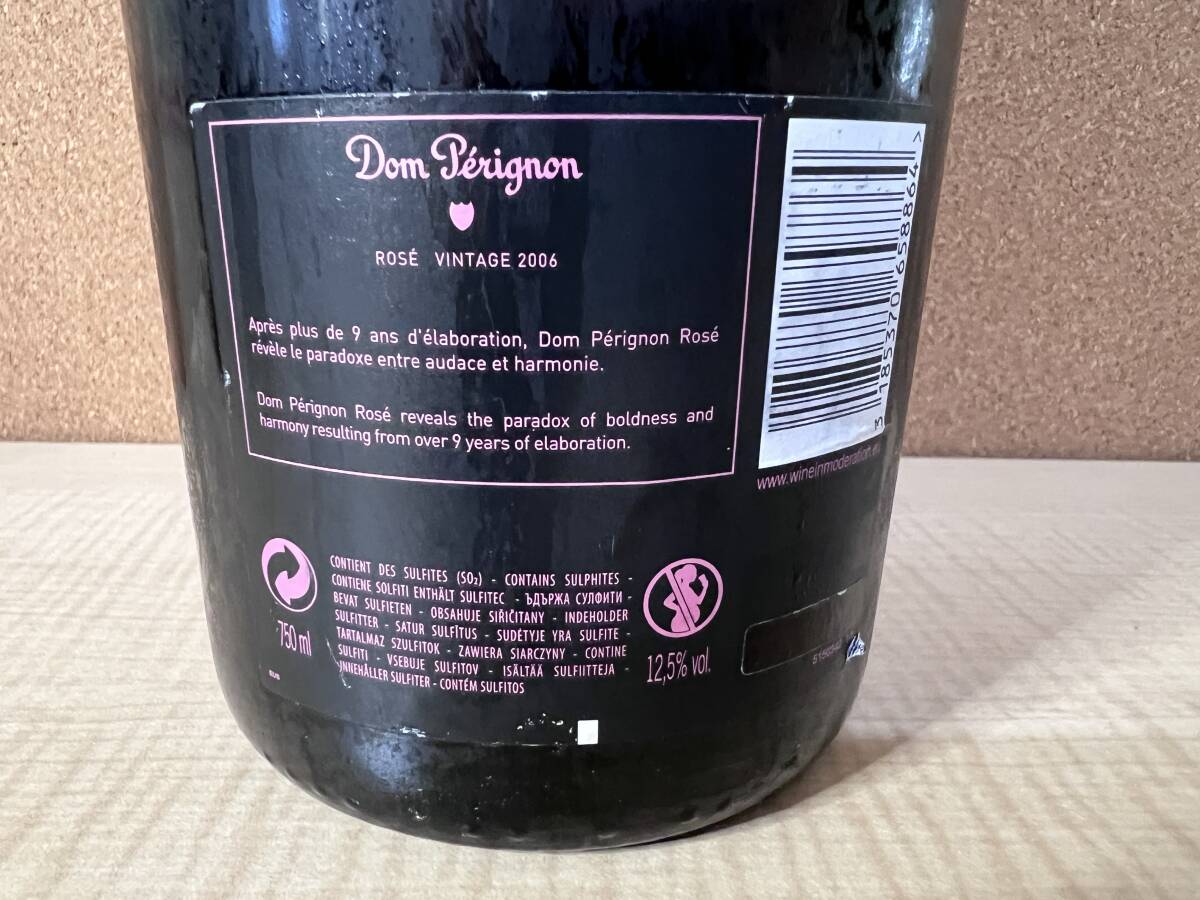 Dom Pérignon
ROSÉ VINTAGE 2006
Après plus de 9 ans d'élaboration, Dom Pérignon Rosé
révèle le paradoxe entre audace et harmonie.
Dom Pérignon Rosé reveals the paradox of boldness and
harmony resulting from over 9 years of elaboration.
3 185370 658864 >
www.wineinmoderation.
CONTIENT DES SULFITES (SO₂) - CONTAINS SULPHITES -
CONTIENE SOLFITI ENTHÄLT SULFITEC - ЪДЪРЖА СУЛФИТИ -
BEVAT SULFIETEN - OBSAHUJE SIŘIČITANY - INDEHOLDER
SULFITTER - SATUR SULFĪTUS - SUDĖTYJE YRA SULFITE -
TARTALMAZ SZULFITOK - ZAWIERA SIARCZYNY - CONTINE
SULFITI - VSEBUJE SULFITOV - ISÄLTÄÄ SULFIITTEJA -
INNEHÅLLER SULFITER - CONTÉM SULFITOS
750 ml
12,5% vol.